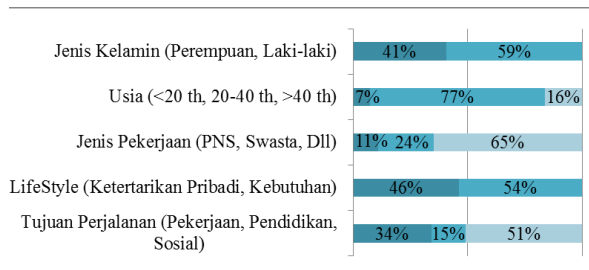 Jenis Kelamin (Perempuan, Laki-laki) 41% 59%
Usia (<20 th, 20-40 th, >40 th) 7% 77% 16%
Jenis Pekerjaan (PNS, Swasta, Dll) 11% 24% 65%
LifeStyle (Ketertarikan Pribadi, Kebutuhan) 46% 54%
Tujuan Perjalanan (Pekerjaan, Pendidikan,
Sosial) 34% 15% 51%